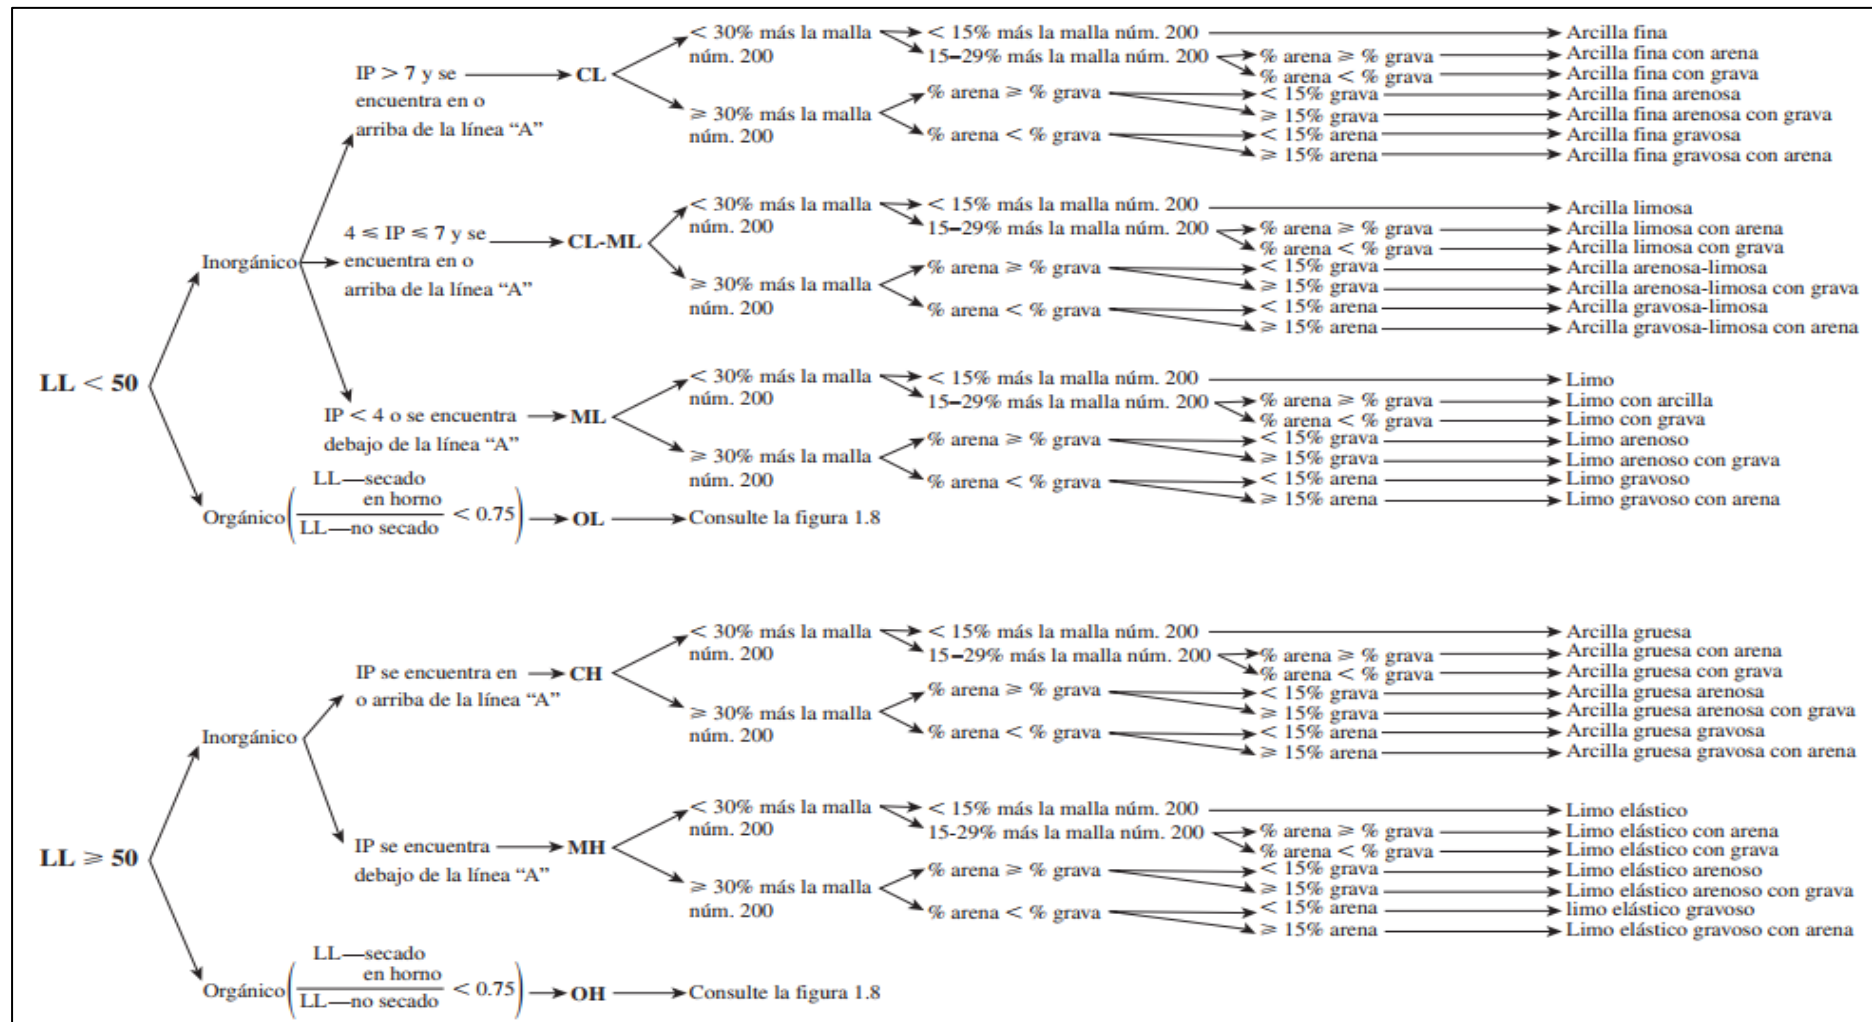 < 30% más la malla → < 15% más la malla núm. 200 → Arcilla fina
núm. 200 15–29% más la malla núm. 200 → % arena ≥ % grava → Arcilla fina con arena
IP > 7 y se → CL % arena < % grava → Arcilla fina con grava
encuentra en o % arena ≥ % grava → < 15% grava → Arcilla fina arenosa
arriba de la línea “A” ≥ 30% más la malla ≥ 15% grava → Arcilla fina arenosa con grava
núm. 200 % arena < % grava → < 15% arena → Arcilla fina gravosa
≥ 15% arena → Arcilla fina gravosa con arena
< 30% más la malla → < 15% más la malla núm. 200 → Arcilla limosa
núm. 200 15–29% más la malla núm. 200 → % arena ≥ % grava → Arcilla limosa con arena
4 ≤ IP ≤ 7 y se → CL-ML % arena < % grava → Arcilla limosa con grava
Inorgánico encuentra en o % arena ≥ % grava → < 15% grava → Arcilla arenosa-limosa
arriba de la línea “A” ≥ 30% más la malla ≥ 15% grava → Arcilla arenosa-limosa con grava
núm. 200 % arena < % grava → < 15% arena → Arcilla gravosa-limosa
≥ 15% arena → Arcilla gravosa-limosa con arena
LL < 50
< 30% más la malla → < 15% más la malla núm. 200 → Limo
núm. 200 15–29% más la malla núm. 200 → % arena ≥ % grava → Limo con arcilla
IP < 4 o se encuentra → ML % arena < % grava → Limo con grava
debajo de la línea “A” % arena ≥ % grava → < 15% grava → Limo arenoso
≥ 30% más la malla ≥ 15% grava → Limo arenoso con grava
núm. 200 % arena < % grava → < 15% arena → Limo gravoso
≥ 15% arena → Limo gravoso con arena
LL—secado
en horno
Orgánico ( < 0.75) → OL → Consulte la figura 1.8
LL—no secado
< 30% más la malla → < 15% más la malla núm. 200 → Arcilla gruesa
núm. 200 15–29% más la malla núm. 200 → % arena ≥ % grava → Arcilla gruesa con arena
IP se encuentra en → CH % arena < % grava → Arcilla gruesa con grava
o arriba de la línea “A” % arena ≥ % grava → < 15% grava → Arcilla gruesa arenosa
≥ 30% más la malla ≥ 15% grava → Arcilla gruesa arenosa con grava
Inorgánico núm. 200 % arena < % grava → < 15% arena → Arcilla gruesa gravosa
≥ 15% arena → Arcilla gruesa gravosa con arena
< 30% más la malla → < 15% más la malla núm. 200 → Limo elástico
núm. 200 15-29% más la malla núm. 200 → % arena ≥ % grava → Limo elástico con arena
IP se encuentra → MH % arena < % grava → Limo elástico con grava
LL ≥ 50 debajo de la línea “A” % arena ≥ % grava → < 15% grava → Limo elástico arenoso
≥ 30% más la malla ≥ 15% grava → Limo elástico arenoso con grava
núm. 200 % arena < % grava → < 15% arena → limo elástico gravoso
≥ 15% arena → Limo elástico gravoso con arena
LL—secado
en horno
Orgánico ( < 0.75) → OH → Consulte la figura 1.8
LL—no secado